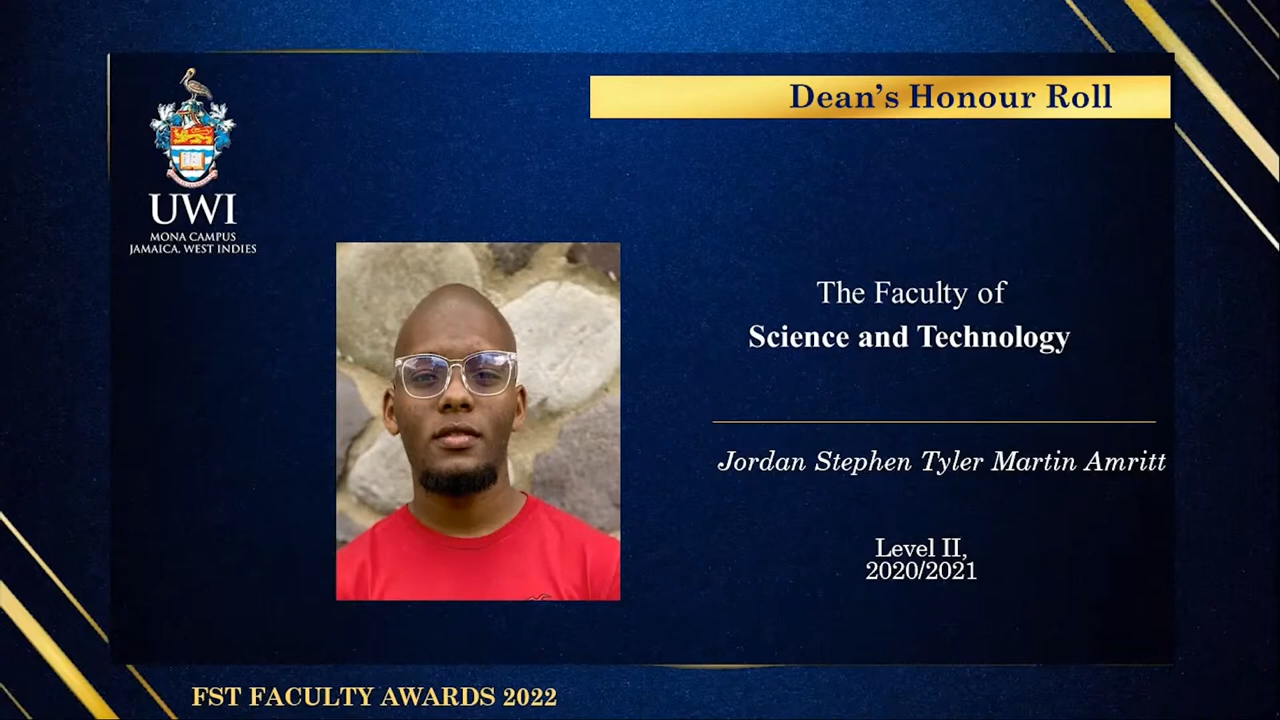 Dean's Honour Roll
UWI
MONA CAMPUS
JAMAICA, WEST INDIES
The Faculty of
Science and Technology
Jordan Stephen Tyler Martin Amritt
Level II,
2020/2021
FST FACULTY AWARDS 2022